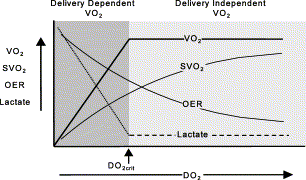 Delivery Dependent
VO2
Delivery Independent
VO2
VO2
SVO2
OER
Lactate
VO2
SVO2
OER
Lactate
DO2crit
DO2